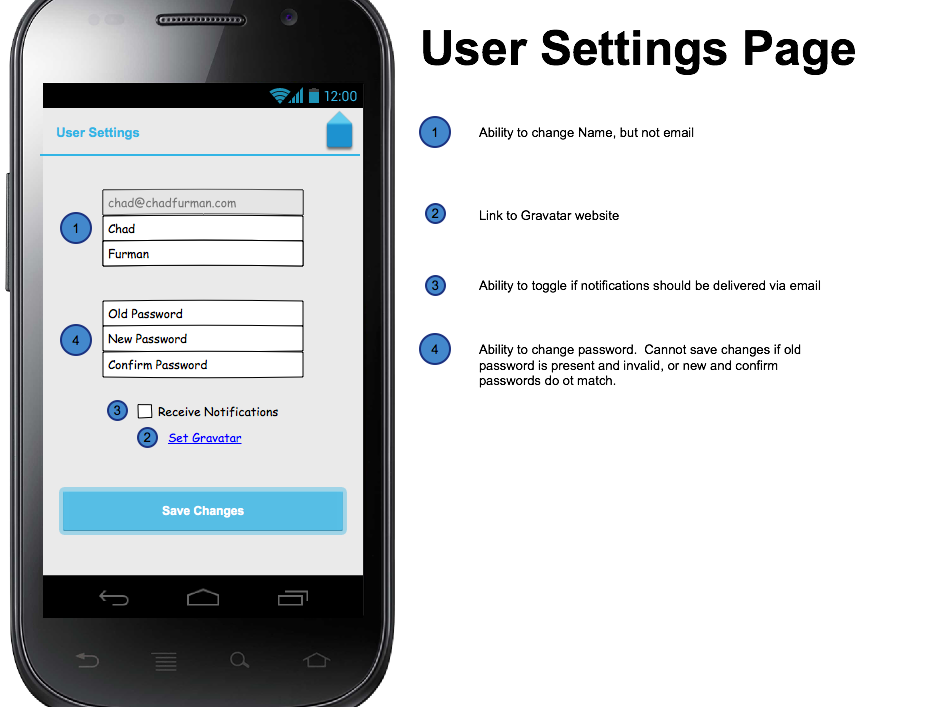 User Settings Page
12:00
User Settings
1
chad@chadfurman.com
Chad
Furman
4
Old Password
New Password
Confirm Password
3
Receive Notifications
2
Set Gravatar
Save Changes
1
Ability to change Name, but not email
2
Link to Gravatar website
3
Ability to toggle if notifications should be delivered via email
4
Ability to change password.  Cannot save changes if old
password is present and invalid, or new and confirm
passwords do ot match.